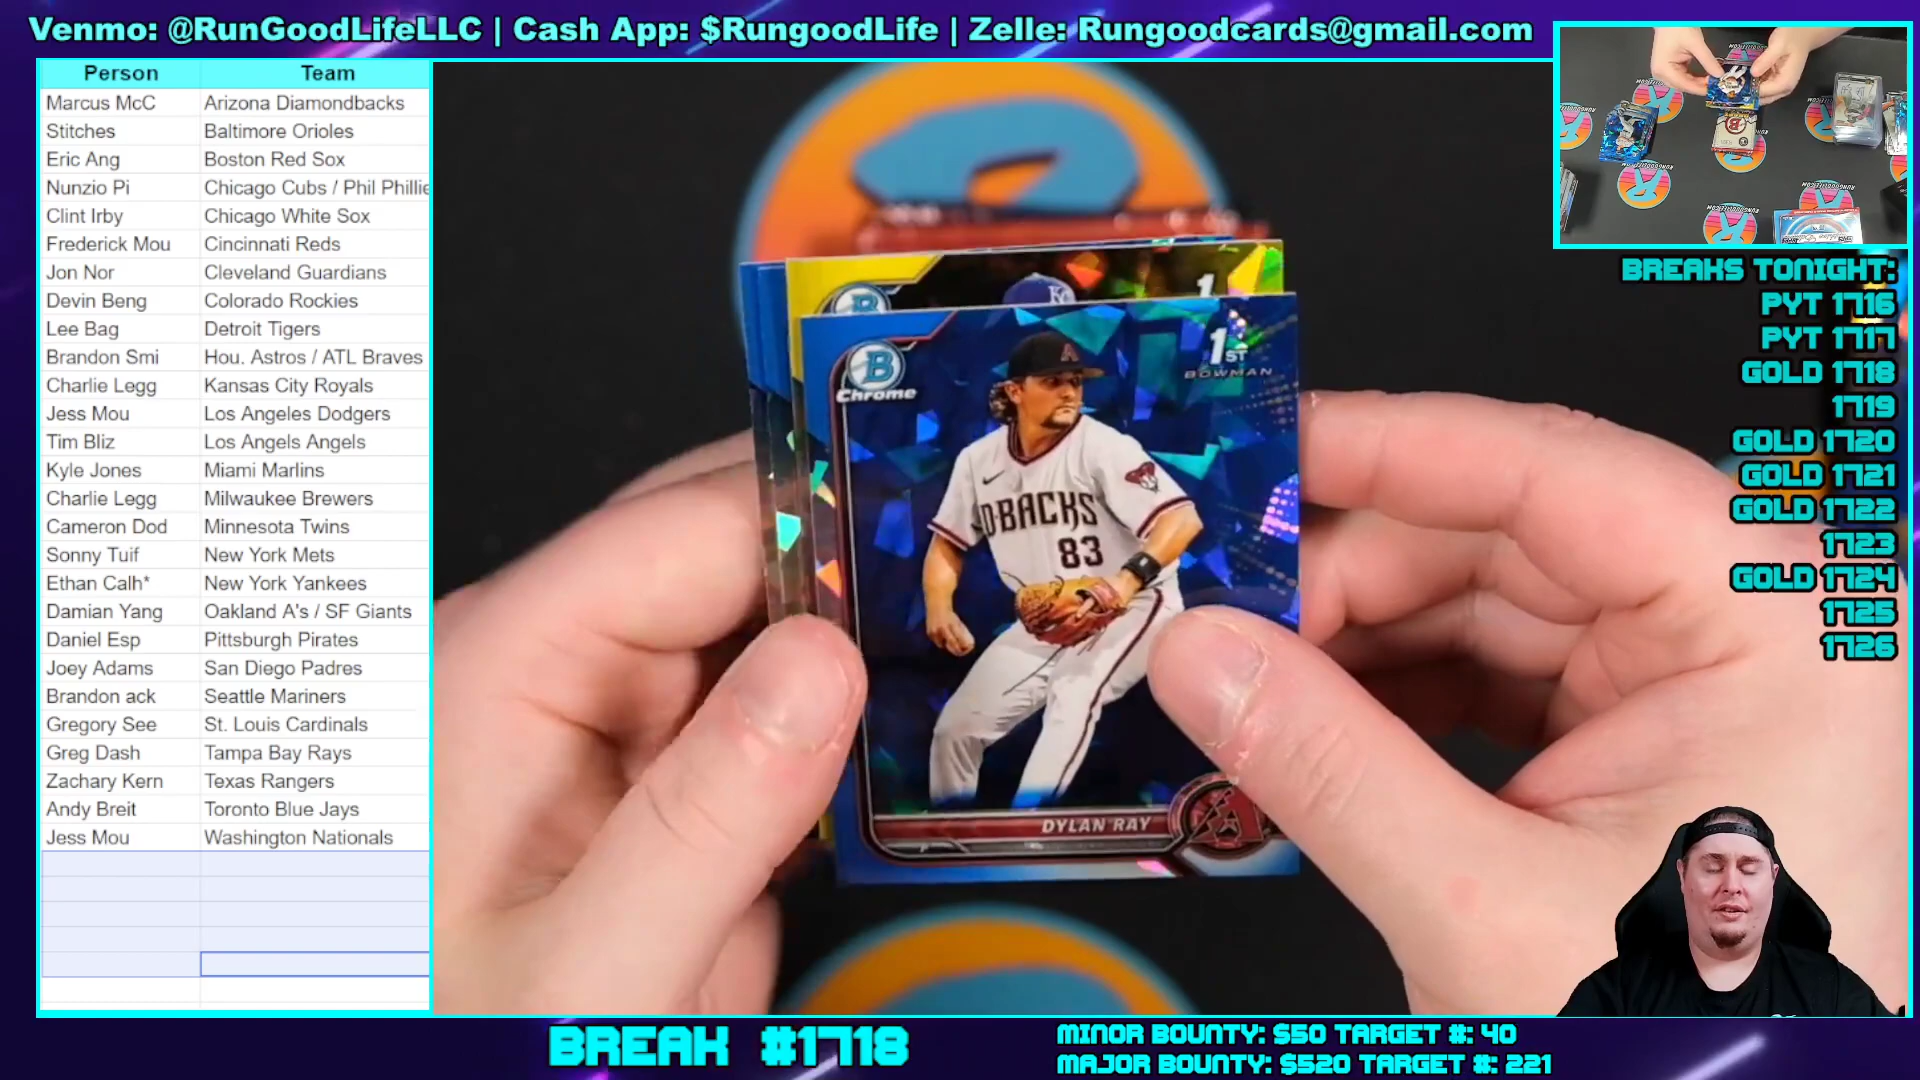 Venmo: @RunGoodLifeLLC | Cash App: $RungoodLife | Zelle: Rungoodcards@gmail.com
Person Team
Marcus McC Arizona Diamondbacks
Stitches Baltimore Orioles
Eric Ang Boston Red Sox
Nunzio Pi Chicago Cubs / Phil Phillie
Clint Irby Chicago White Sox
Frederick Mou Cincinnati Reds
Jon Nor Cleveland Guardians
Devin Beng Colorado Rockies
Lee Bag Detroit Tigers
Brandon Smi Hou. Astros / ATL Braves
Charlie Legg Kansas City Royals
Jess Mou Los Angeles Dodgers
Tim Bliz Los Angels Angels
Kyle Jones Miami Marlins
Charlie Legg Milwaukee Brewers
Cameron Dod Minnesota Twins
Sonny Tuif New York Mets
Ethan Calh* New York Yankees
Damian Yang Oakland A's / SF Giants
Daniel Esp Pittsburgh Pirates
Joey Adams San Diego Padres
Brandon ack Seattle Mariners
Gregory See St. Louis Cardinals
Greg Dash Tampa Bay Rays
Zachary Kern Texas Rangers
Andy Breit Toronto Blue Jays
Jess Mou Washington Nationals
KC
1
B
Chrome
1ST
BOWMAN
A
D-BACKS
83
DYLAN RAY
BREAKS TONIGHT:
PYT 1716
PYT 1717
GOLD 1718
1719
GOLD 1720
GOLD 1721
GOLD 1722
1723
GOLD 1724
1725
1726
BREAK #1718
MINOR BOUNTY: $50 TARGET #: 40
MAJOR BOUNTY: $520 TARGET #: 221